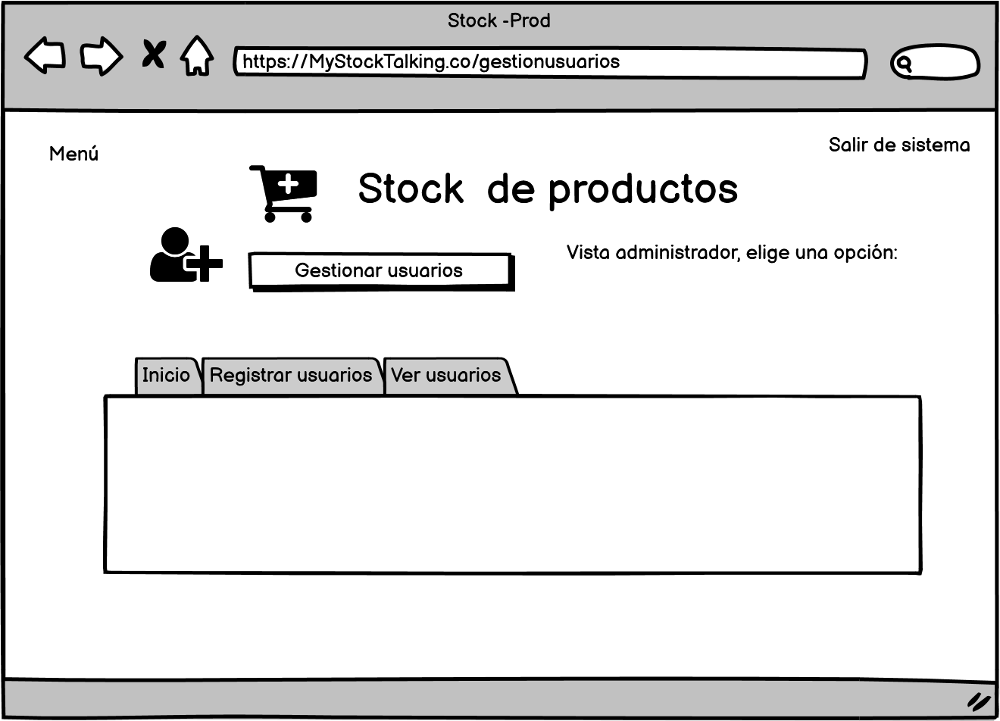 Stock -Prod
https://MyStockTalking.co/gestionusuarios
Menú
Salir de sistema
Stock de productos
Gestionar usuarios
Vista administrador, elige una opción:
Inicio
Registrar usuarios
Ver usuarios